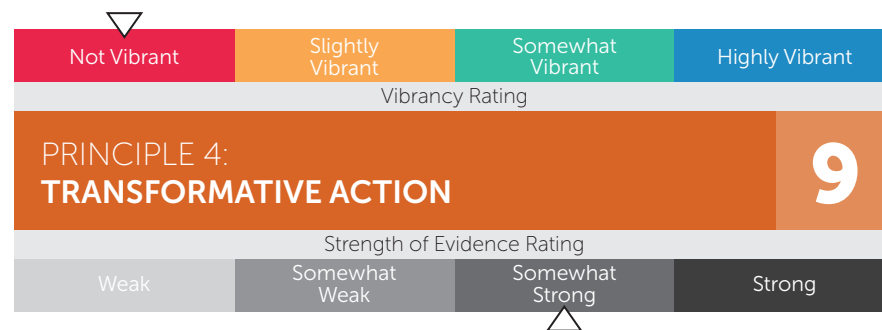 Not Vibrant
Slightly
Vibrant
Somewhat
Vibrant
Highly Vibrant
Vibrancy Rating
PRINCIPLE 4:
TRANSFORMATIVE ACTION
9
Strength of Evidence Rating
Weak
Somewhat
Weak
Somewhat
Strong
Strong